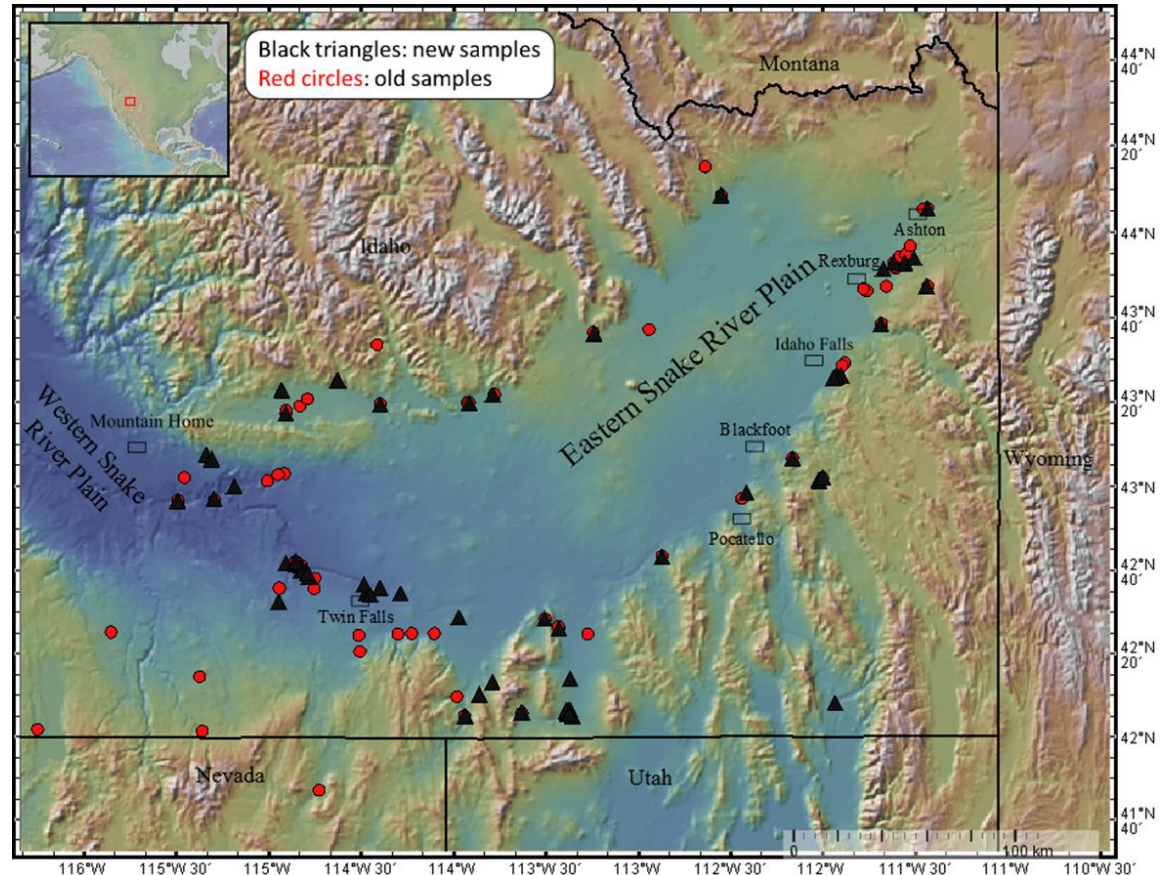 Black triangles: new samples
Red circles: old samples
Montana
44°N
40´
44°N
20´
Idaho
Ashton
44°N
Rexburg
Eastern Snake River Plain
43°N
40´
Idaho Falls
43°N
20´
Western Snake
River Plain
Mountain Home
Blackfoot
Wyoming
43°N
Pocatello
42°N
40´
Twin Falls
42°N
20´
42°N
Nevada
Utah
41°N
40´
0
100 km
116°W
115°W 30´
115°W
114°W 30´
114°W
113°W 30´
113°W
112°W 30´
112°W
111°W 30´
111°W
110°W 30´